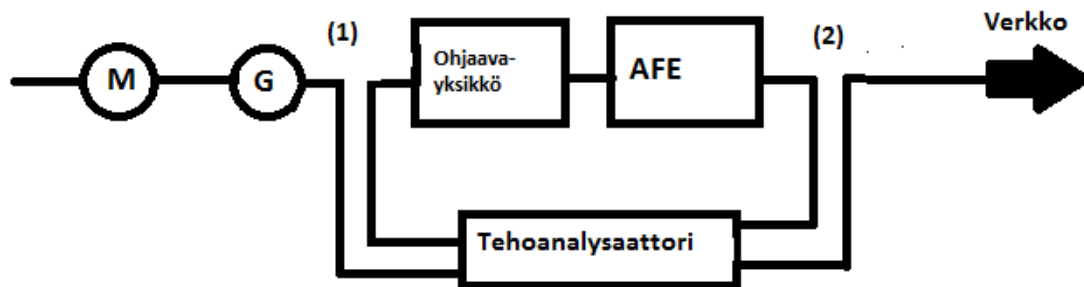 Verkko
(1)
(2)
Ohjaava-
yksikkö
AFE
M
G
Tehoanalysaattori